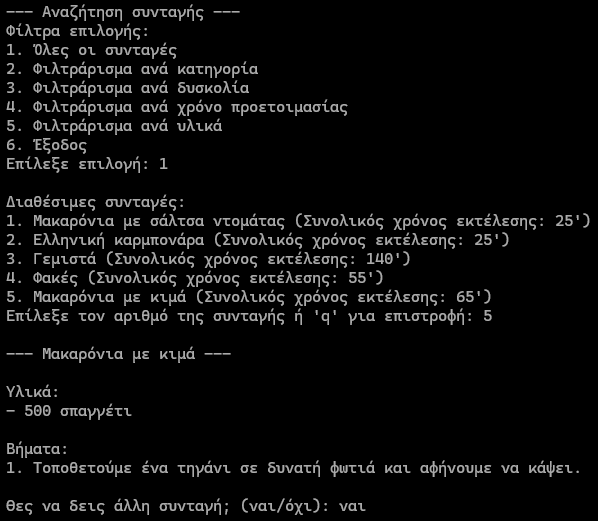 --- Αναζήτηση συνταγής ---
Φίλτρα επιλογής:
1. Όλες οι συνταγές
2. Φιλτράρισμα ανά κατηγορία
3. Φιλτράρισμα ανά δυσκολία
4. Φιλτράρισμα ανά χρόνο προετοιμασίας
5. Φιλτράρισμα ανά υλικά
6. Έξοδος
Επίλεξε επιλογή: 1
Διαθέσιμες συνταγές:
1. Μακαρόνια με σάλτσα ντομάτας (Συνολικός χρόνος εκτέλεσης: 25')
2. Ελληνική καρμπονάρα (Συνολικός χρόνος εκτέλεσης: 25')
3. Γεμιστά (Συνολικός χρόνος εκτέλεσης: 140')
4. Φακές (Συνολικός χρόνος εκτέλεσης: 55')
5. Μακαρόνια με κιμά (Συνολικός χρόνος εκτέλεσης: 65')
Επίλεξε τον αριθμό της συνταγής ή 'q' για επιστροφή: 5
--- Μακαρόνια με κιμά ---
Υλικά:
- 500 σπαγγέτι
Βήματα:
1. Τοποθετούμε ένα τηγάνι σε δυνατή φωτιά και αφήνουμε να κάψει.
Θες να δεις άλλη συνταγή; (ναι/όχι): ναι